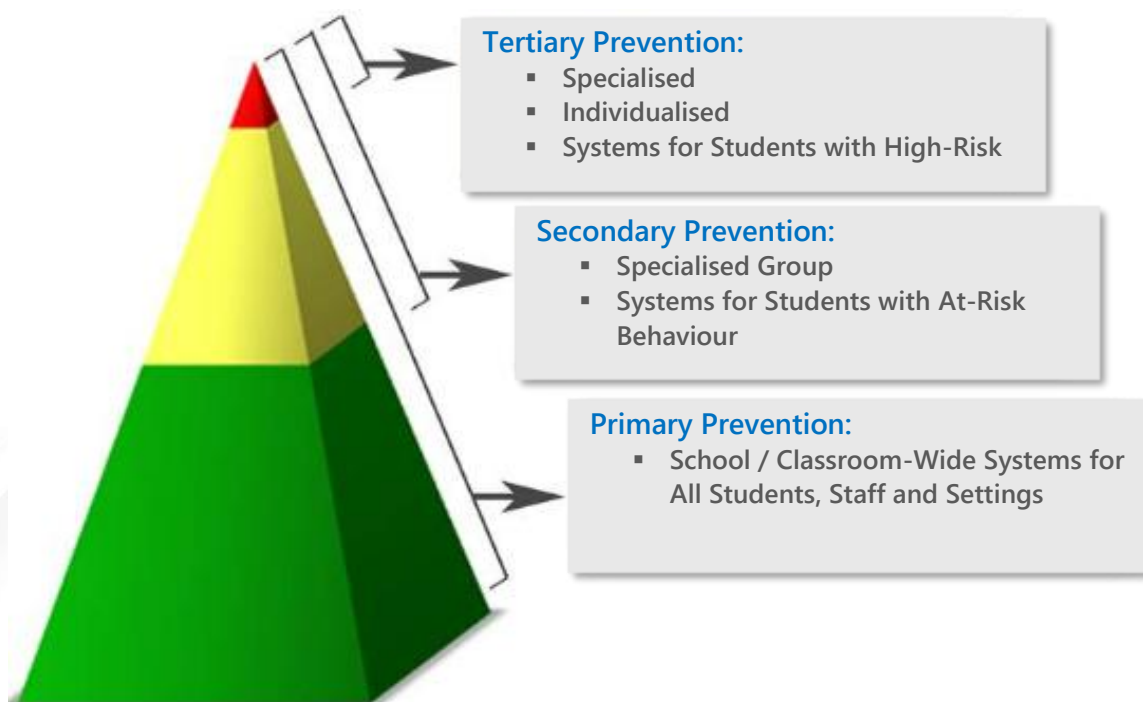 Tertiary Prevention:
▪ Specialised
▪ Individualised
▪ Systems for Students with High-Risk
Secondary Prevention:
▪ Specialised Group
▪ Systems for Students with At-Risk
Behaviour
Primary Prevention:
▪ School / Classroom-Wide Systems for
All Students, Staff and Settings